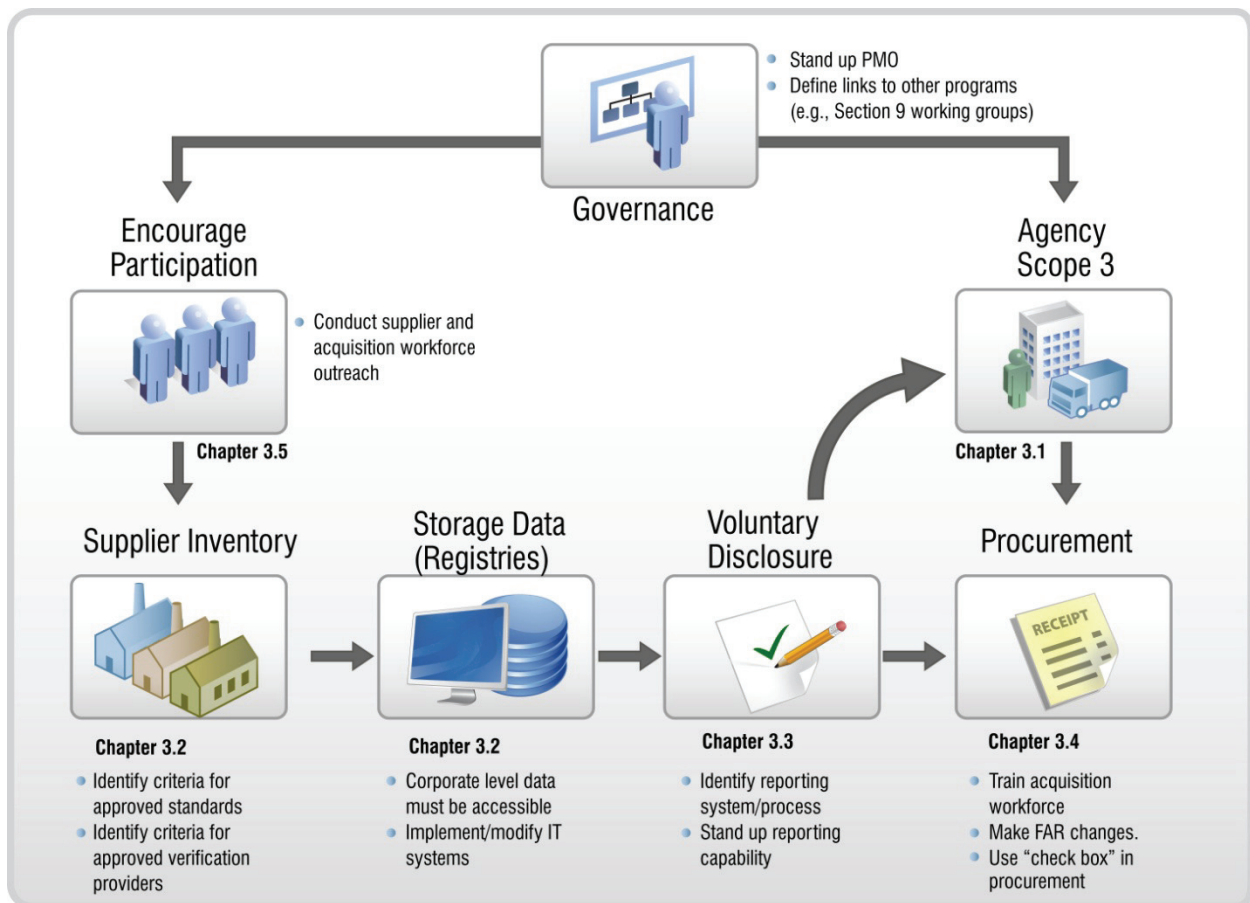 Stand up PMO
Define links to other programs
(e.g., Section 9 working groups)
Governance
Encourage
Participation
Conduct supplier and
acquisition workforce
outreach
Chapter 3.5
Agency
Scope 3
Chapter 3.1
Supplier Inventory
Chapter 3.2
Identify criteria for
approved standards
Identify criteria for
approved verification
providers
Storage Data
(Registries)
Chapter 3.2
Corporate level data
must be accessible
Implement/modify IT
systems
Voluntary
Disclosure
Chapter 3.3
Identify reporting
system/process
Stand up reporting
capability
Procurement
RECEIPT
Chapter 3.4
Train acquisition
workforce
Make FAR changes.
Use “check box” in
procurement